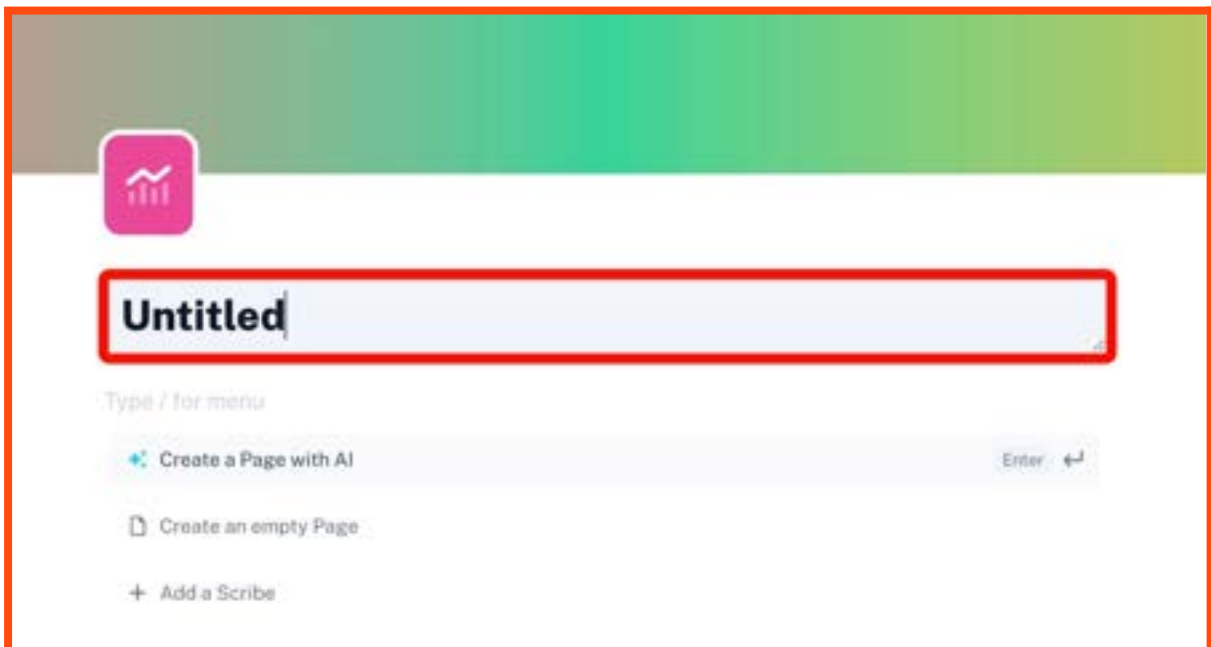 Untitled
Type / for menu
Create a Page with AI Enter
Create an empty Page
Add a Scribe